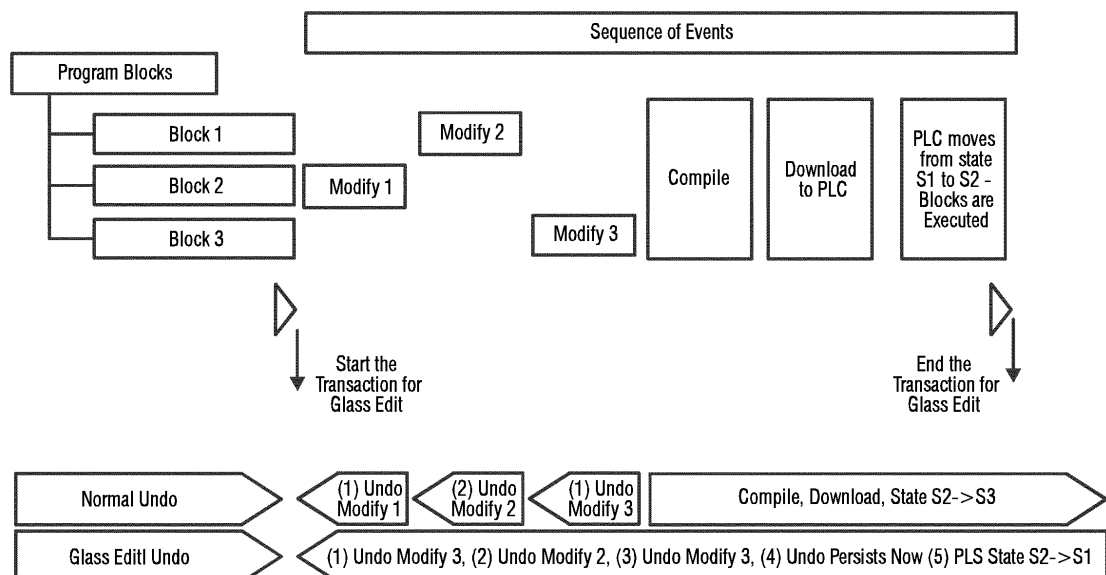 Sequence of Events
Program Blocks
Block 1
Block 2
Block 3
Modify 1
Modify 2
Modify 3
Compile
Download
to PLC
PLC moves
from state
S1 to S2 -
Blocks are
Executed
Start the
Transaction for
Glass Edit
End the
Transaction for
Glass Edit
Normal Undo
(1) Undo
Modify 1
(2) Undo
Modify 2
(1) Undo
Modify 3
Compile, Download, State S2->S3
Glass Editl Undo
(1) Undo Modify 3, (2) Undo Modify 2, (3) Undo Modify 3, (4) Undo Persists Now (5) PLS State S2->S1